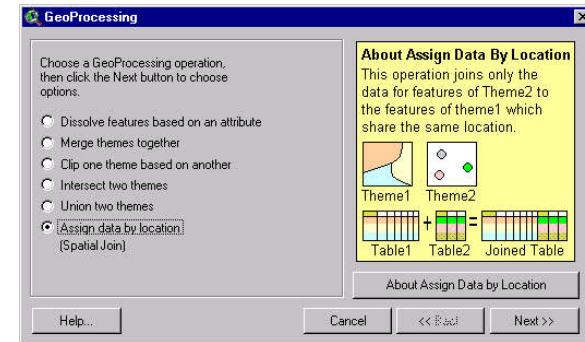 GeoProcessing
Choose a GeoProcessing operation,
then click the Next button to choose
options.
Dissolve features based on an attribute
Merge themes together
Clip one theme based on another
Intersect two themes
Union two themes
Assign data by location
(Spatial Join)
About Assign Data By Location
This operation joins only the
data for features of Theme2 to
the features of theme1 which
share the same location.
Theme1 Theme2
+ =
Table1 Table2 Joined Table
About Assign Data by Location
Help... Cancel << Back Next >>